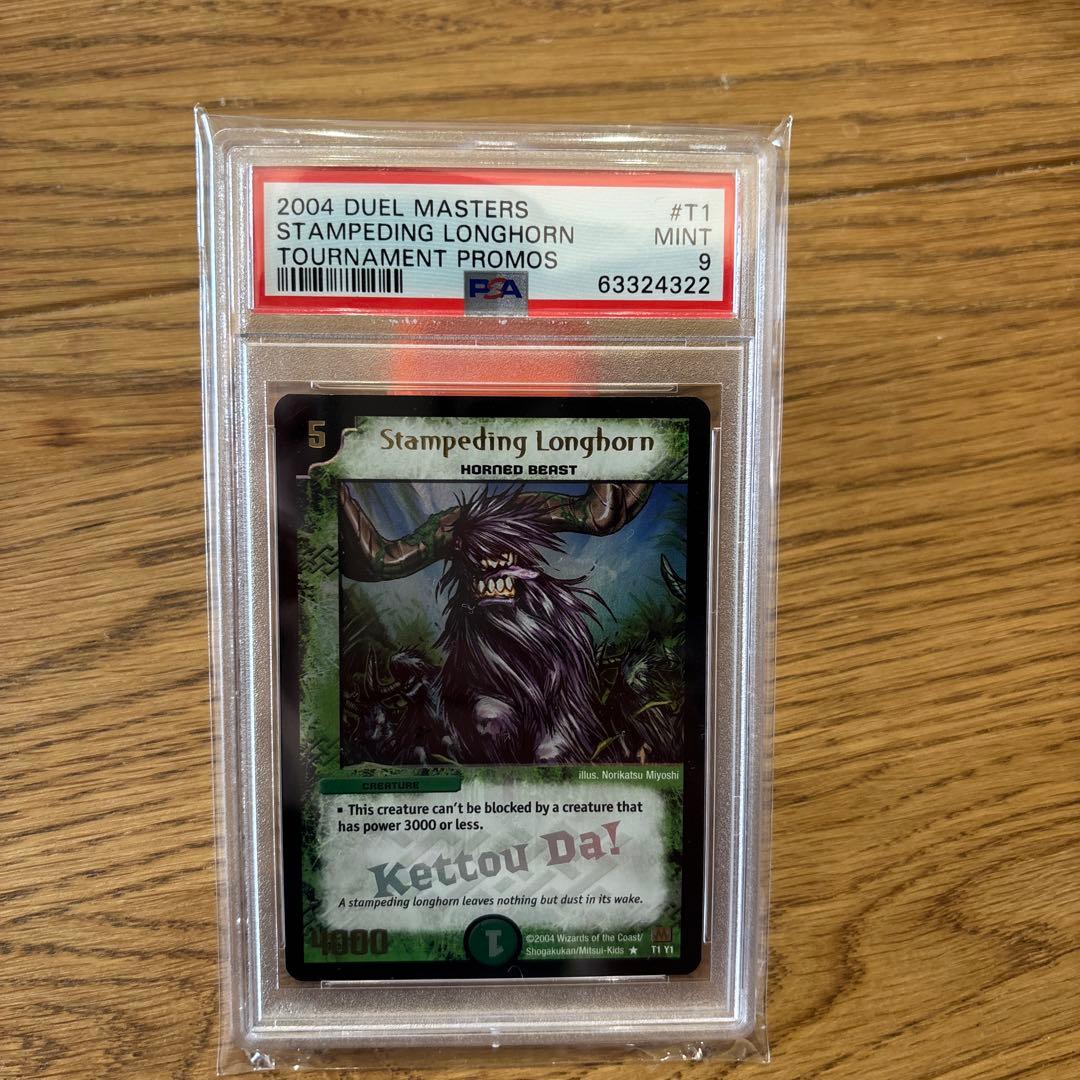 2004 DUEL MASTERS #T1
STAMPEDING LONGHORN MINT
TOURNAMENT PROMOS 9
PSA 63324322
5 Stampeding Longhorn
HORNED BEAST
illus. Norikatsu Miyoshi
CREATURE
▪ This creature can't be blocked by a creature that
has power 3000 or less.
Kettou Da!
A stampeding longhorn leaves nothing but dust in its wake.
4000 1 ©2004 Wizards of the Coast/
Shogakukan/Mitsui-Kids ★ T1 Y1